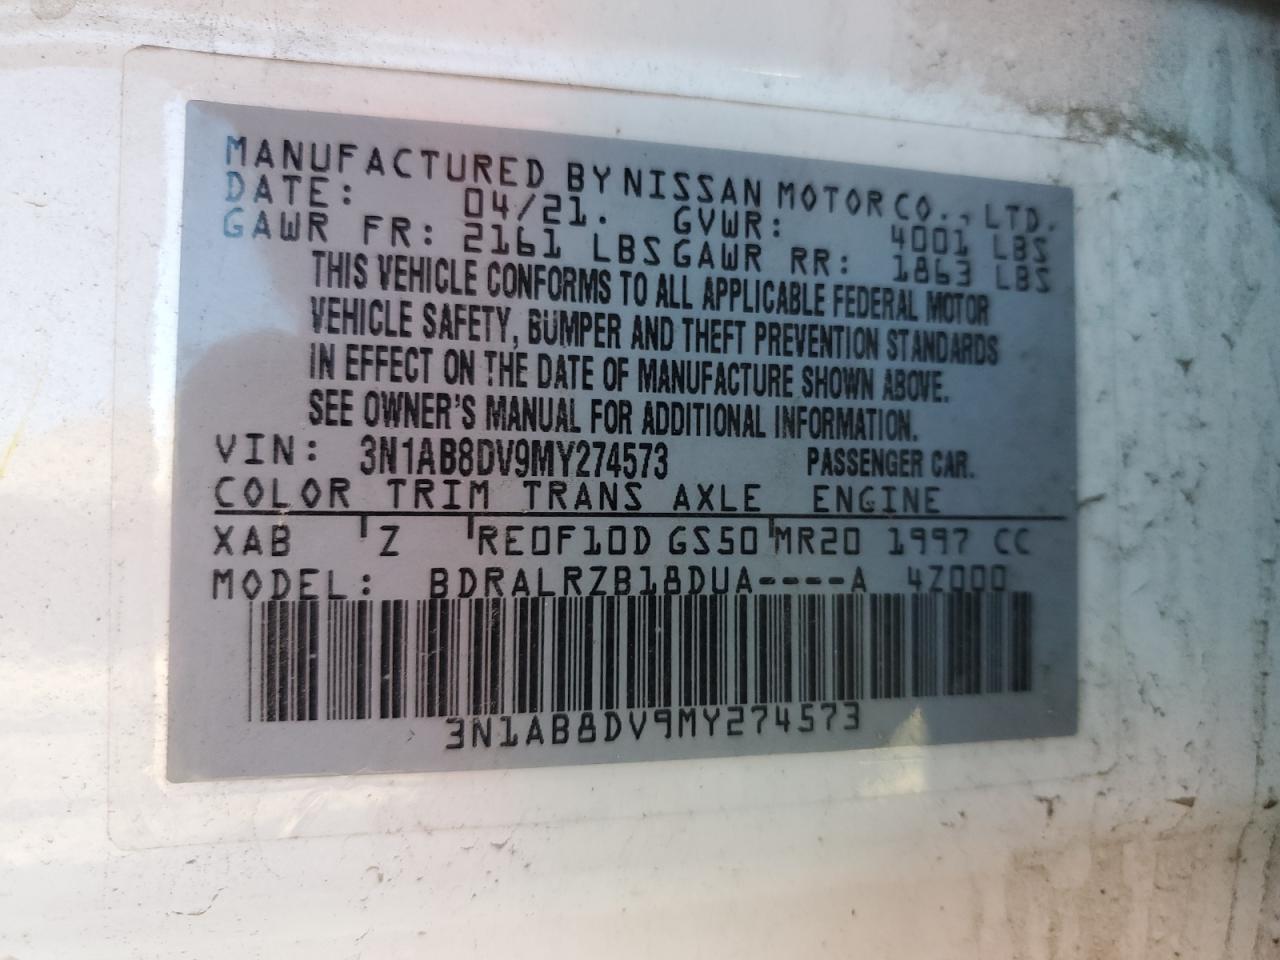 MANUFACTURED BY NISSAN MOTOR CO., LTD.
DATE: 04/21. GVWR: 4001 LBS
GAWR FR: 2161 LBS GAWR RR: 1863 LBS
THIS VEHICLE CONFORMS TO ALL APPLICABLE FEDERAL MOTOR
VEHICLE SAFETY, BUMPER AND THEFT PREVENTION STANDARDS
IN EFFECT ON THE DATE OF MANUFACTURE SHOWN ABOVE.
SEE OWNER'S MANUAL FOR ADDITIONAL INFORMATION.
VIN: 3N1AB8DV9MY274573 PASSENGER CAR.
COLOR TRIM TRANS AXLE ENGINE
XAB Z RE0F10D GS50 MR20 1997 CC
MODEL: BDRALRZB18DUA----A 4Z000
3N1AB8DV9MY274573